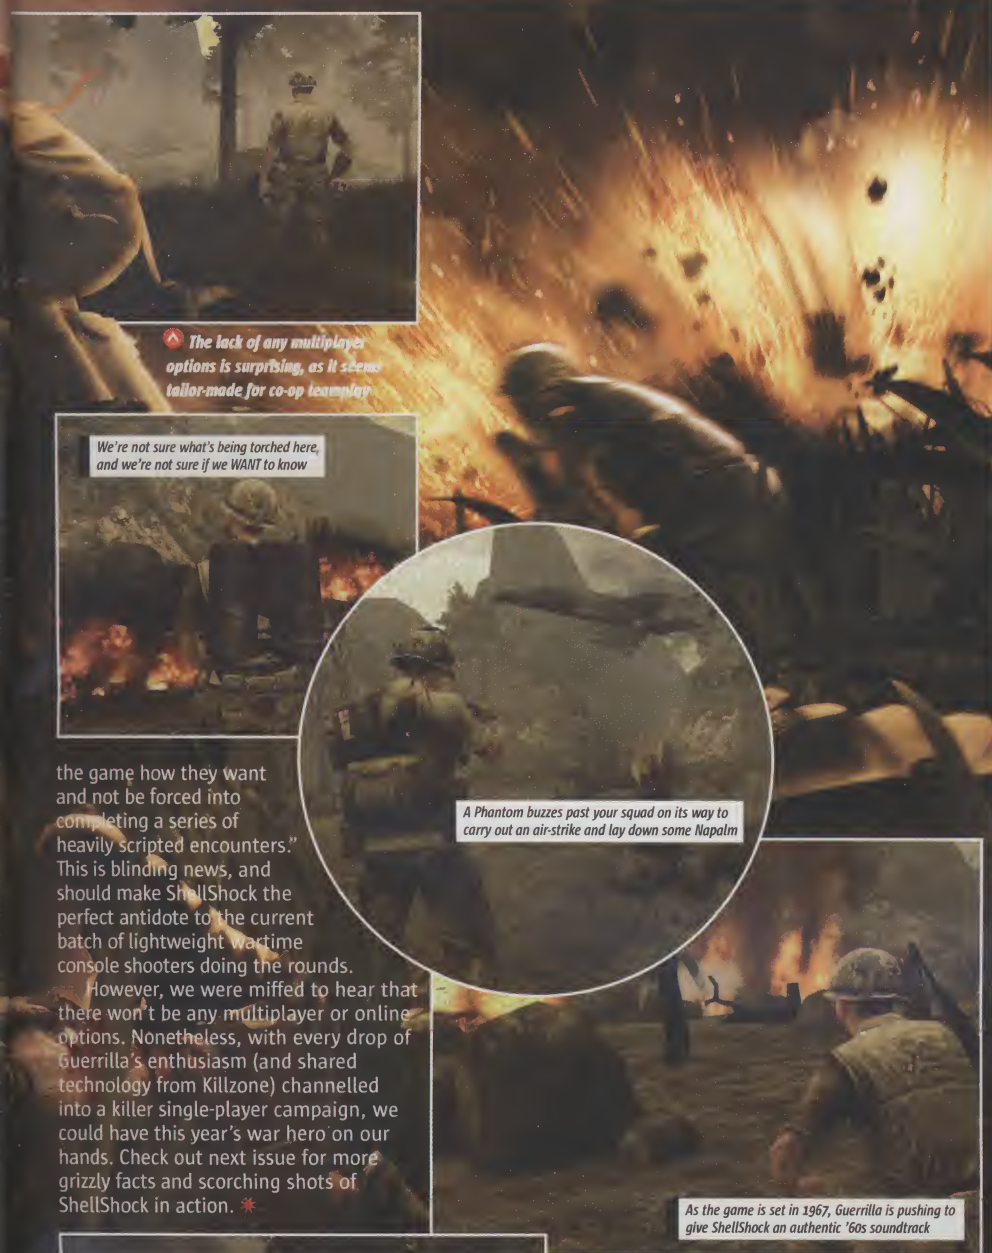 The lack of any multiplayer
options is surprising, as it seems
tailor-made for co-op teamplay
We're not sure what's being torched here,
and we're not sure if we WANT to know
A Phantom buzzes past your squad on its way to
carry out an air-strike and lay down some Napalm
the game how they want
and not be forced into
completing a series of
heavily scripted encounters."
This is blinding news, and
should make ShellShock the
perfect antidote to the current
batch of lightweight wartime
console shooters doing the rounds.
However, we were miffed to hear that
there won't be any multiplayer or online
options. Nonetheless, with every drop of
Guerrilla's enthusiasm (and shared
technology from Killzone) channelled
into a killer single-player campaign, we
could have this year's war hero on our
hands. Check out next issue for more
grizzly facts and scorching shots of
ShellShock in action.
As the game is set in 1967, Guerrilla is pushing to
give ShellShock an authentic '60s soundtrack